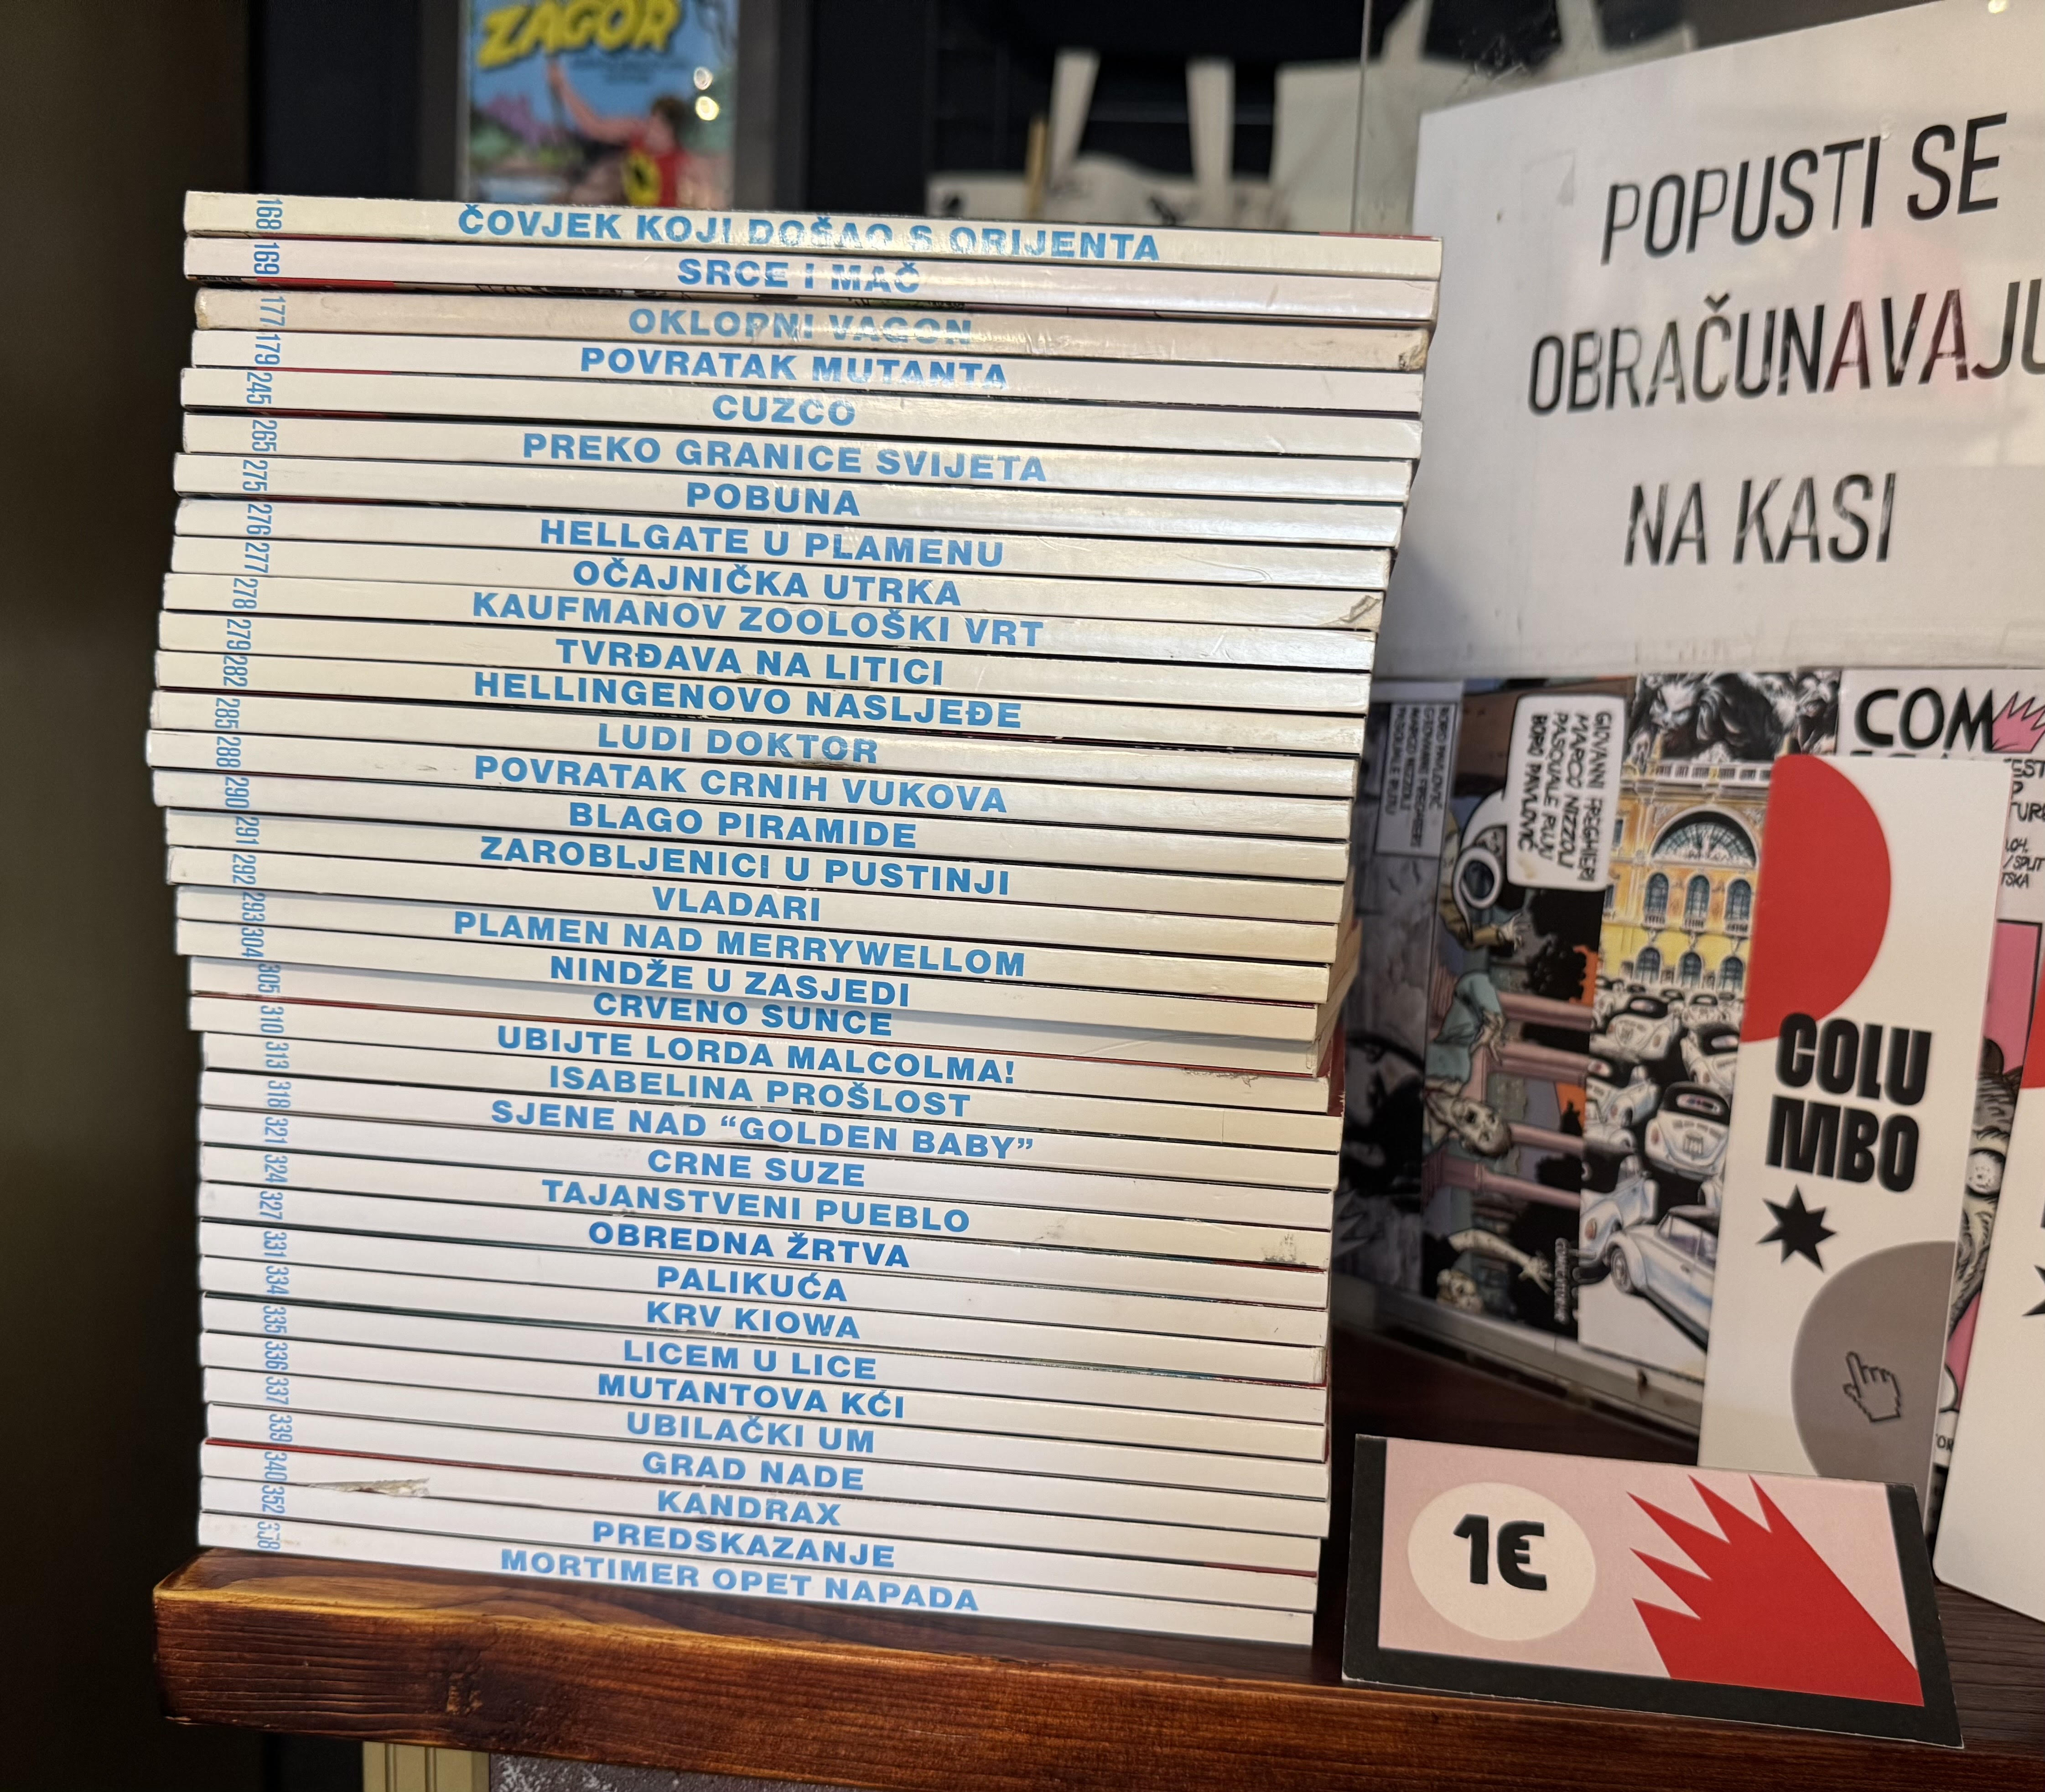 ZAGOR
168 ČOVJEK KOJI DOŠAO S ORIJENTA
169 SRCE I MAČ
177 OKLOPNI VAGON
179 POVRATAK MUTANTA
245 CUZCO
265 PREKO GRANICE SVIJETA
275 POBUNA
276 HELLGATE U PLAMENU
277 OČAJNIČKA UTRKA
278 KAUFMANOV ZOOLOŠKI VRT
279 TVRĐAVA NA LITICI
282 HELLINGENOVO NASLJEĐE
285 LUDI DOKTOR
288 POVRATAK CRNIH VUKOVA
290 BLAGO PIRAMIDE
291 ZAROBLJENICI U PUSTINJI
292 VLADARI
293 PLAMEN NAD MERRYWELLOM
304 NINDŽE U ZASJEDI
305 CRVENO SUNCE
310 UBIJTE LORDA MALCOLMA!
313 ISABELINA PROŠLOST
318 SJENE NAD “GOLDEN BABY”
321 CRNE SUZE
324 TAJANSTVENI PUEBLO
327 OBREDNA ŽRTVA
331 PALIKUĆA
334 KRV KIOWA
335 LICEM U LICE
336 MUTANTOVA KĆI
337 UBILAČKI UM
339 GRAD NADE
340 KANDRAX
352 PREDSKAZANJE
MORTIMER OPET NAPADA
POPUSTI SE
OBRAČUNAVAJU
NA KASI
GIOVANNI FREGHIERI
MARCO NIZZOLI
PASQUALE RUJU
BORO PAVLOVIĆ
COM
COLU
MBO
1€